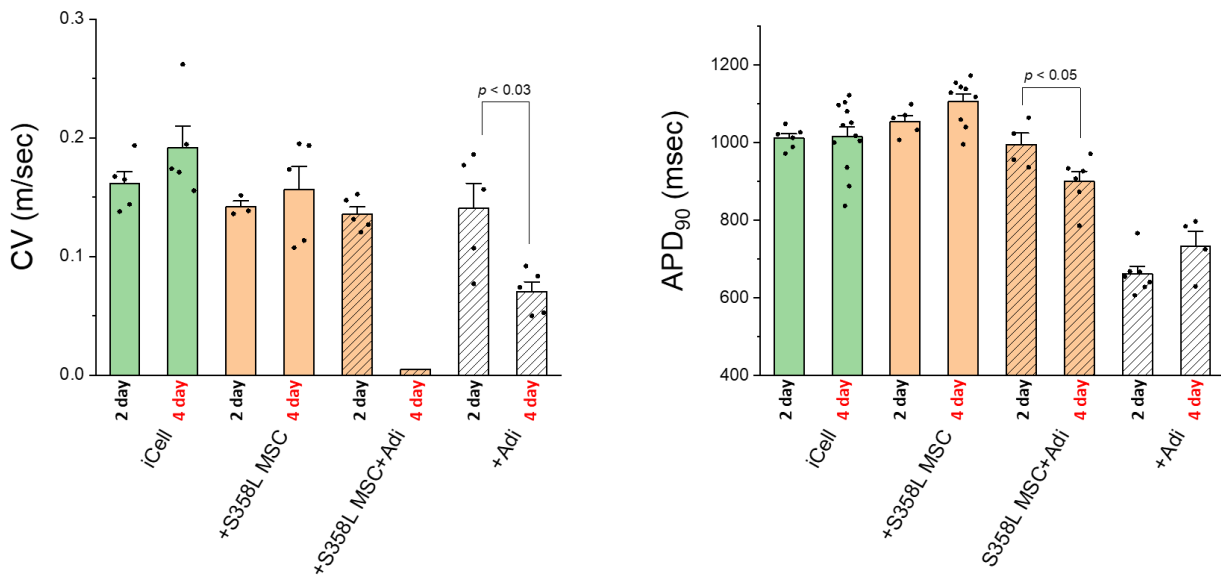 CV (m/sec)
0.3
0.2
0.1
0.0
p < 0.03
2 day
4 day
2 day
4 day
2 day
4 day
2 day
4 day
iCell
+S358L MSC
+S358L MSC+Adi
+Adi
APD90 (msec)
1200
1000
800
600
400
p < 0.05
2 day
4 day
2 day
4 day
2 day
4 day
2 day
4 day
iCell
+S358L MSC
S358L MSC+Adi
+Adi